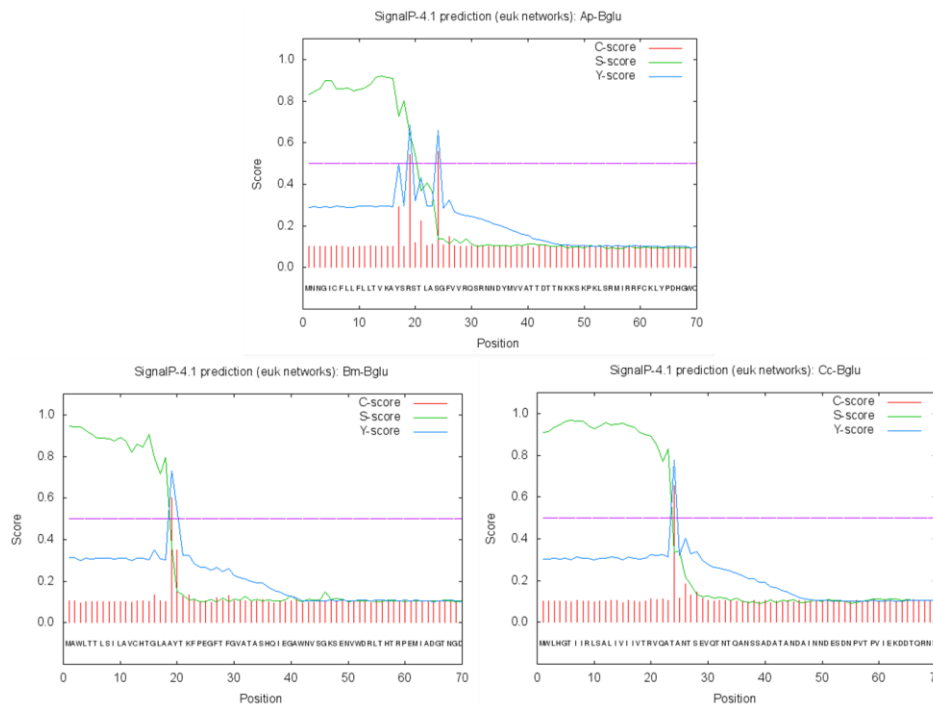 SignalP-4.1 prediction (euk networks): Ap-Bglu
C-score
S-score
Y-score
1.0
0.8
0.6
0.4
0.2
0.0
Score
MNNGICFLLFLLTVKAYSRSTLASGFVVRQSRNNDYMVVATTDTTNKKSKPKLSRMIRRFCKLYPDHGWC
0 10 20 30 40 50 60 70
Position
SignalP-4.1 prediction (euk networks): Bm-Bglu
C-score
S-score
Y-score
1.0
0.8
0.6
0.4
0.2
0.0
Score
MAWLTTLSILAVCHTGLAAYTKFPEGFTFGVATASHQIEGAWNVSGKSENVWDRLTHTRPEMIADGTNGD
0 10 20 30 40 50 60 70
Position
SignalP-4.1 prediction (euk networks): Cc-Bglu
C-score
S-score
Y-score
1.0
0.8
0.6
0.4
0.2
0.0
Score
MWLHGTIIRLSALIVIIVTRVQATANTSEVQTNTQANSSADATANDAINNDESDNPVTPVIEKDDTQRN
0 10 20 30 40 50 60 70
Position